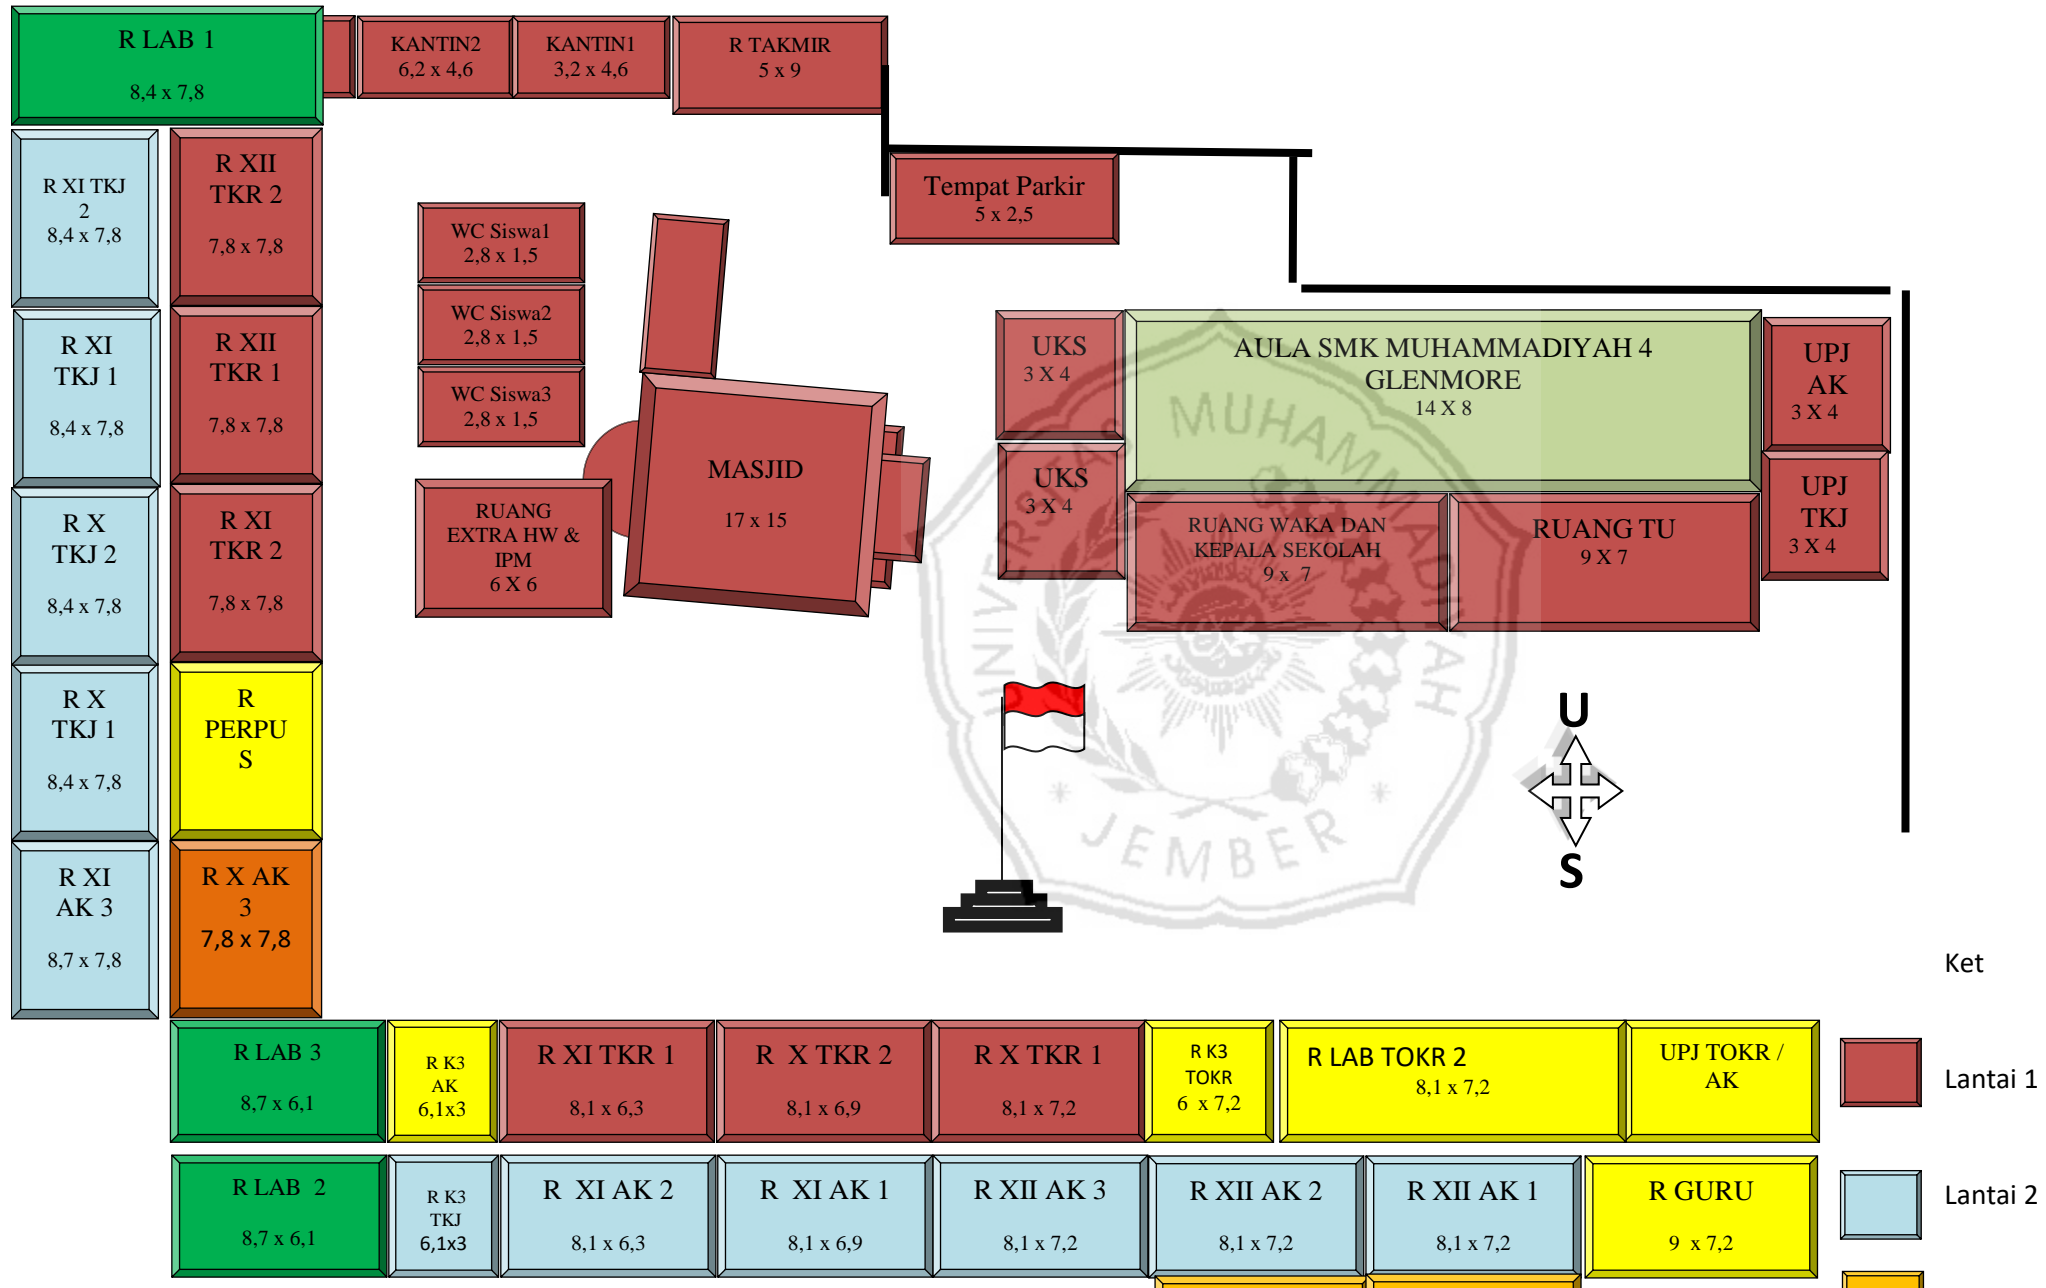 R LAB 1
8,4 x 7,8
KANTIN2
6,2 x 4,6
KANTIN1
3,2 x 4,6
R TAKMIR
5 x 9
R XI TKJ
2
8,4 x 7,8
R XII
TKR 2
7,8 x 7,8
WC Siswa1
2,8 x 1,5
WC Siswa2
2,8 x 1,5
WC Siswa3
2,8 x 1,5
Tempat Parkir
5 x 2,5
R XI
TKJ 1
8,4 x 7,8
R XII
TKR 1
7,8 x 7,8
UKS
3 X 4
AULA SMK MUHAMMADIYAH 4
GLENMORE
14 X 8
UPJ
AK
3 X 4
MASJID
17 x 15
RUANG
EXTRA HW &
IPM
6 X 6
UKS
3 X 4
RUANG WAKA DAN
KEPALA SEKOLAH
9 x 7
RUANG TU
9 X 7
UPJ
TKJ
3 X 4
R X
TKJ 2
8,4 x 7,8
R XI
TKR 2
7,8 x 7,8
R X
TKJ 1
8,4 x 7,8
R
PERPU
S
U
S
UNIVERSITAS MUHAMMADIYAH
* JEMBER *
R XI
AK 3
8,7 x 7,8
R X AK
3
7,8 x 7,8
Ket
R LAB 3
8,7 x 6,1
R K3
AK
6,1x3
R XI TKR 1
8,1 x 6,3
R X TKR 2
8,1 x 6,9
R X TKR 1
8,1 x 7,2
R K3
TOKR
6 x 7,2
R LAB TOKR 2
8,1 x 7,2
UPJ TOKR /
AK
Lantai 1
R LAB 2
8,7 x 6,1
R K3
TKJ
6,1x3
R XI AK 2
8,1 x 6,3
R XI AK 1
8,1 x 6,9
R XII AK 3
8,1 x 7,2
R XII AK 2
8,1 x 7,2
R XII AK 1
8,1 x 7,2
R GURU
9 x 7,2
Lantai 2